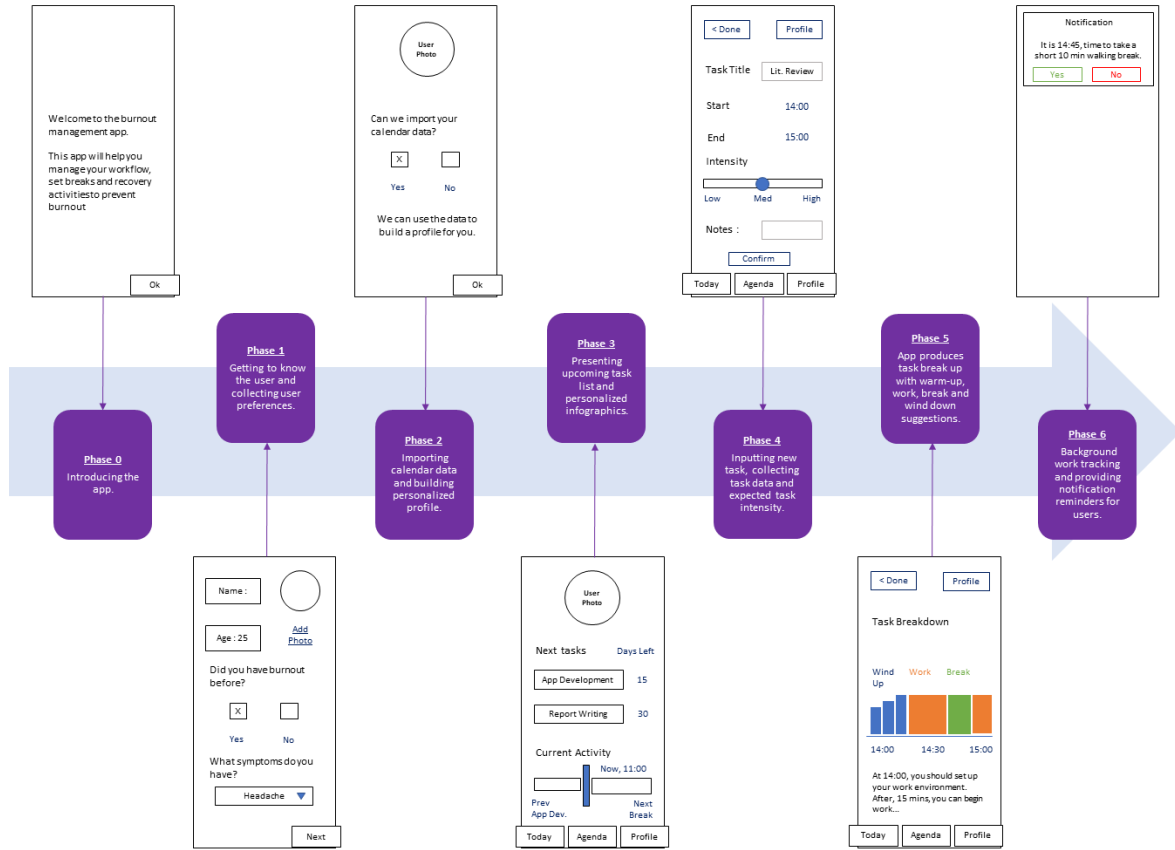 Welcome to the burnout
management app.
This app will help you
manage your workflow,
set breaks and recovery
activitiesto prevent
burnout
Ok
User
Photo
Can we import your
calendar data?
X
Yes
No
We can use the data to
build a profile for you.
Ok
< Done
Profile
Task Title
Lit. Review
Start
14:00
End
15:00
Intensity
Low
Med
High
Notes :
Confirm
Today
Agenda
Profile
Notification
It is 14:45, time to take a
short 10 min walking break.
Yes
No
Phase 0
Introducing the
app.
Phase 1
Getting to know
the user and
collecting user
preferences.
Phase 2
Importing
calendar data
and building
personalized
profile.
Phase 3
Presenting
upcoming task
list and
personalized
infographics.
Phase 4
Inputting new
task, collecting
task data and
expected task
intensity.
Phase 5
App produces
task break up
with warm-up,
work, break and
wind down
suggestions.
Phase 6
Background
work tracking
and providing
notification
reminders for
users.
Name :
Age : 25
Add
Photo
Did you have burnout
before?
X
Yes
No
What symptoms do you
have?
Headache
Next
User
Photo
Next tasks
Days Left
App Development
15
Report Writing
30
Current Activity
Now, 11:00
Prev
App Dev.
Next
Break
Today
Agenda
Profile
< Done
Profile
Task Breakdown
Wind
Up
Work
Break
14:00
14:30
15:00
At 14:00, you should set up
your work environment.
After, 15 mins, you can begin
work...
Today
Agenda
Profile